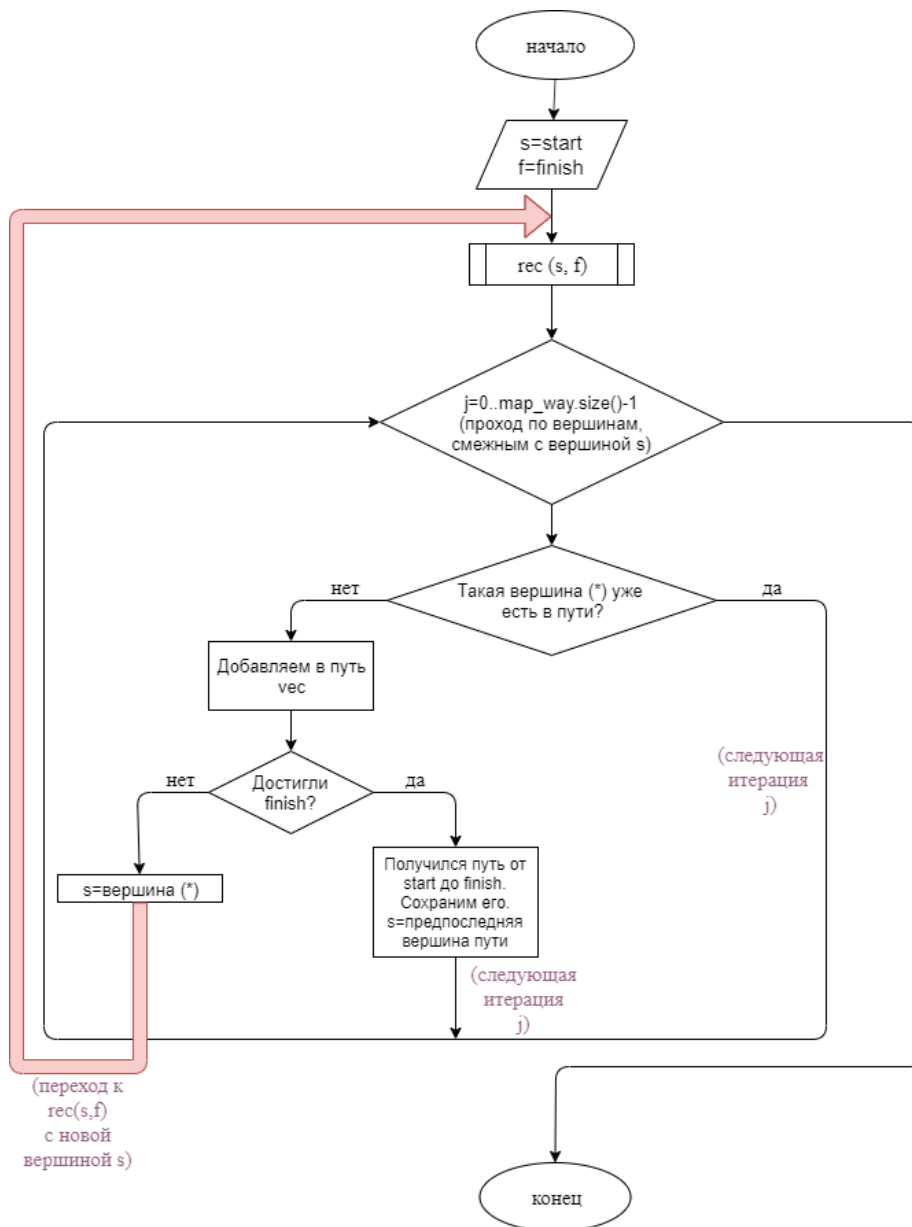 начало
s=start
f=finish
rec (s, f)
j=0..map_way.size()-1
(проход по вершинам,
смежным с вершиной s)
нет
Такая вершина (*) уже
есть в пути?
да
Добавляем в путь
vec
(следующая
итерация
j)
нет
Достигли
finish?
да
s=вершина (*)
Получился путь от
start до finish.
Сохраним его.
s=предпоследняя
вершина пути
(следующая
итерация
j)
(переход к
rec(s,f)
с новой
вершиной s)
конец